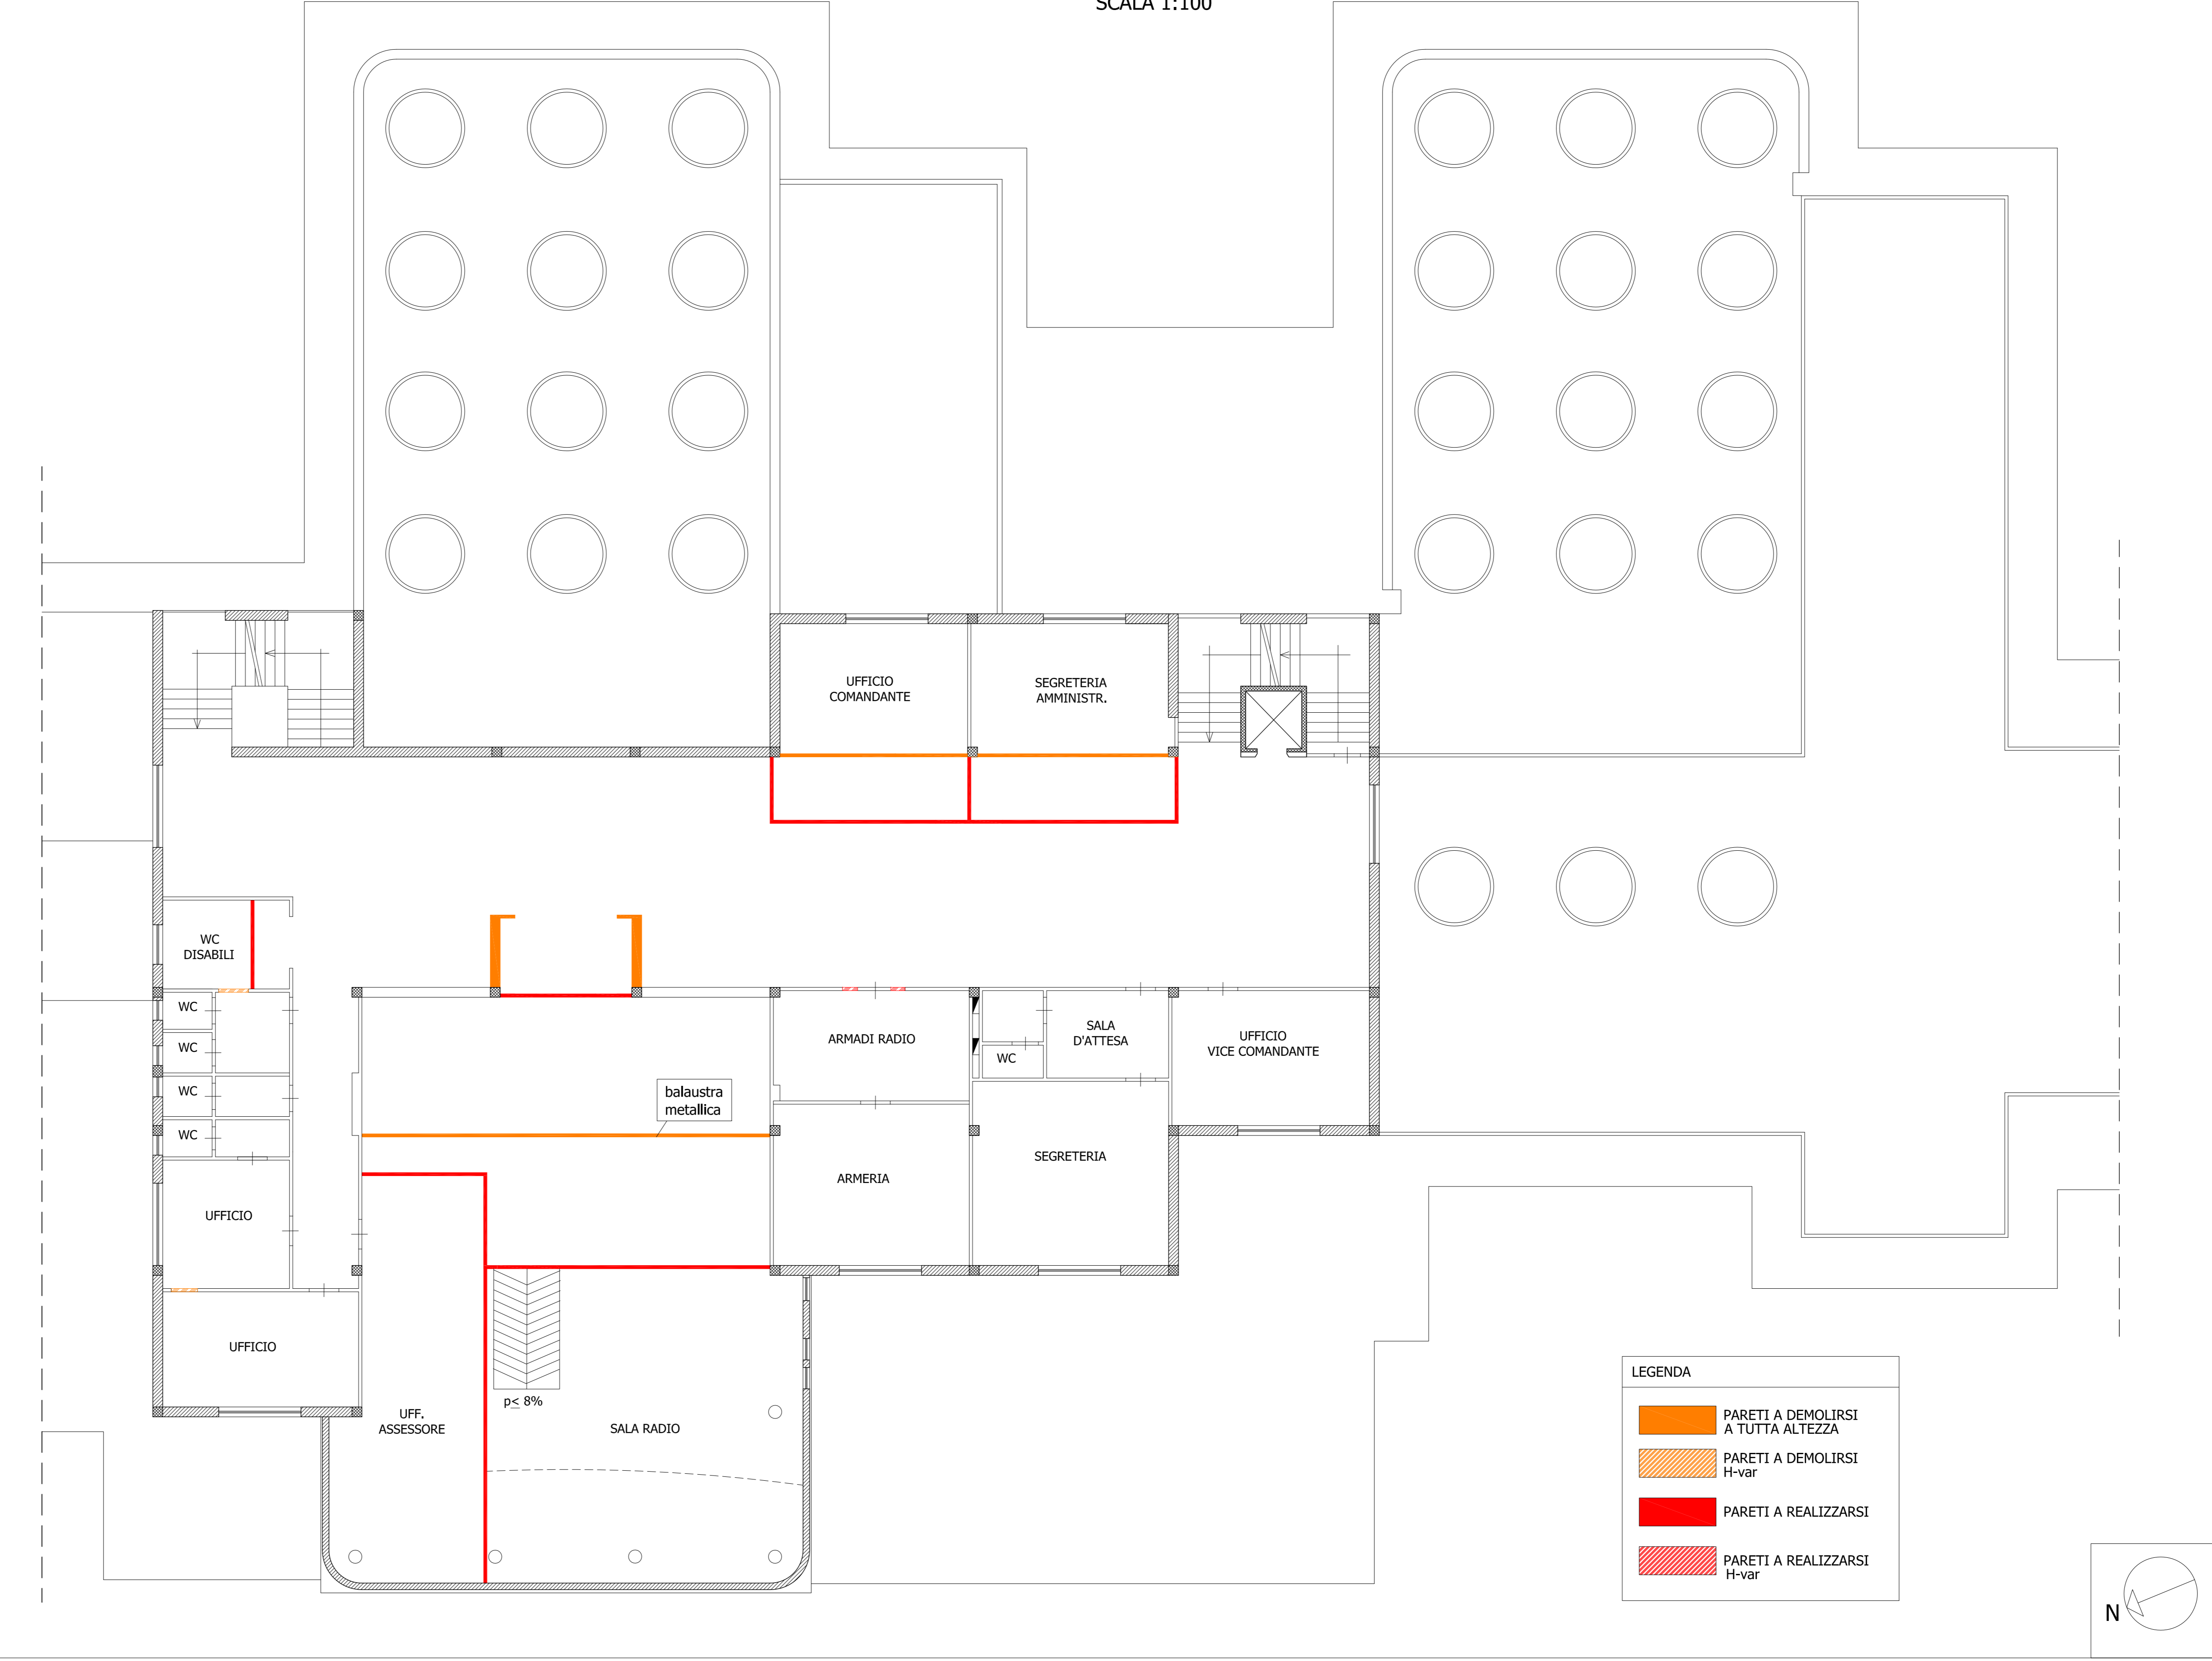 SCALA 1:100
UFFICIO
COMANDANTE
SEGRETERIA
AMMINISTR.
WC
DISABILI
WC
WC
WC
WC
ARMADI RADIO
SALA
D'ATTESA
WC
UFFICIO
VICE COMANDANTE
balaustra
metallica
ARMERIA
SEGRETERIA
UFFICIO
UFFICIO
UFF.
ASSESSORE
p≤ 8%
SALA RADIO
LEGENDA
PARETI A DEMOLIRSI
A TUTTA ALTEZZA
PARETI A DEMOLIRSI
H-var
PARETI A REALIZZARSI
PARETI A REALIZZARSI
H-var
N